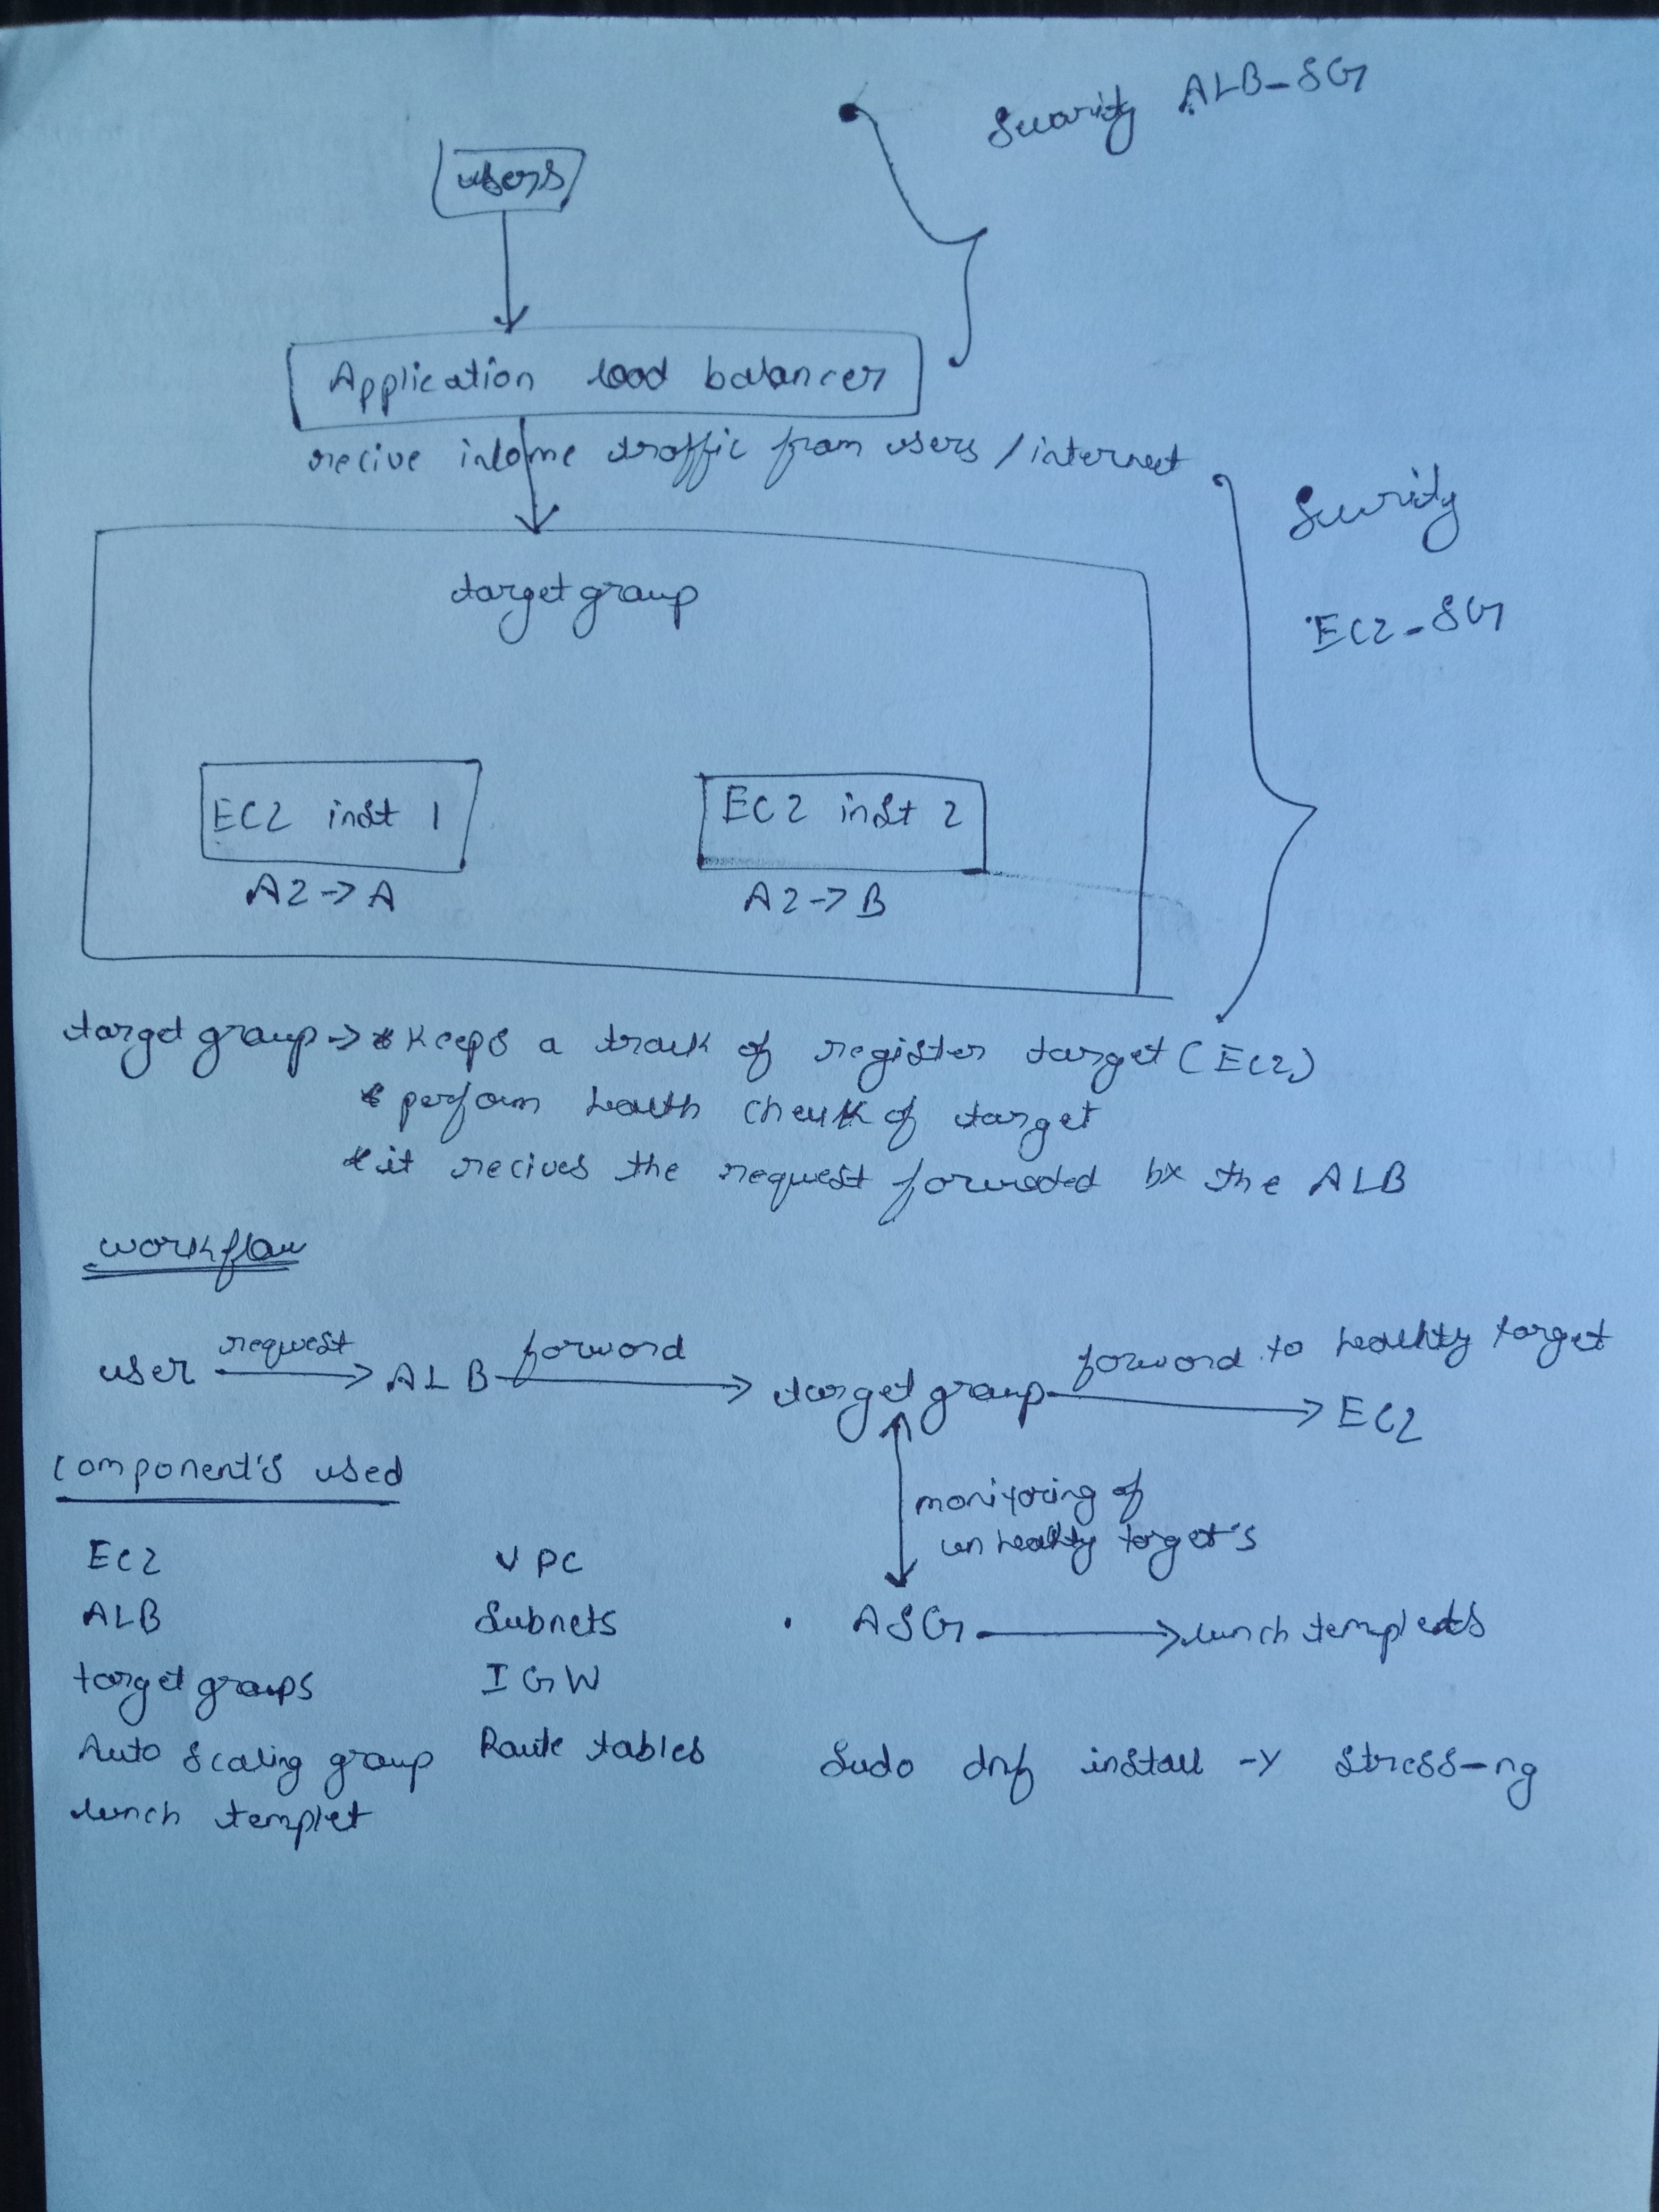 Security ALB-SG
users
Application load balancer
recive income traffic from users / internet
Security
EC2-SG
target group
EC2 inst 1
EC2 inst 2
AZ -> A
AZ -> B
target group -> * Keeps a track of register target (EC2)
* perform health check of target
* it recives the request forwoded by the ALB
workflow
user request -> ALB forword -> target group forword to healhty target -> EC2
component's used
monitoring of
un healhty target's
EC2
VPC
ALB
Subnets
ASG -> lunch templets
target groups
IGW
Auto Scaling group
Route tables
Sudo dnf install -y stress-ng
lunch templet